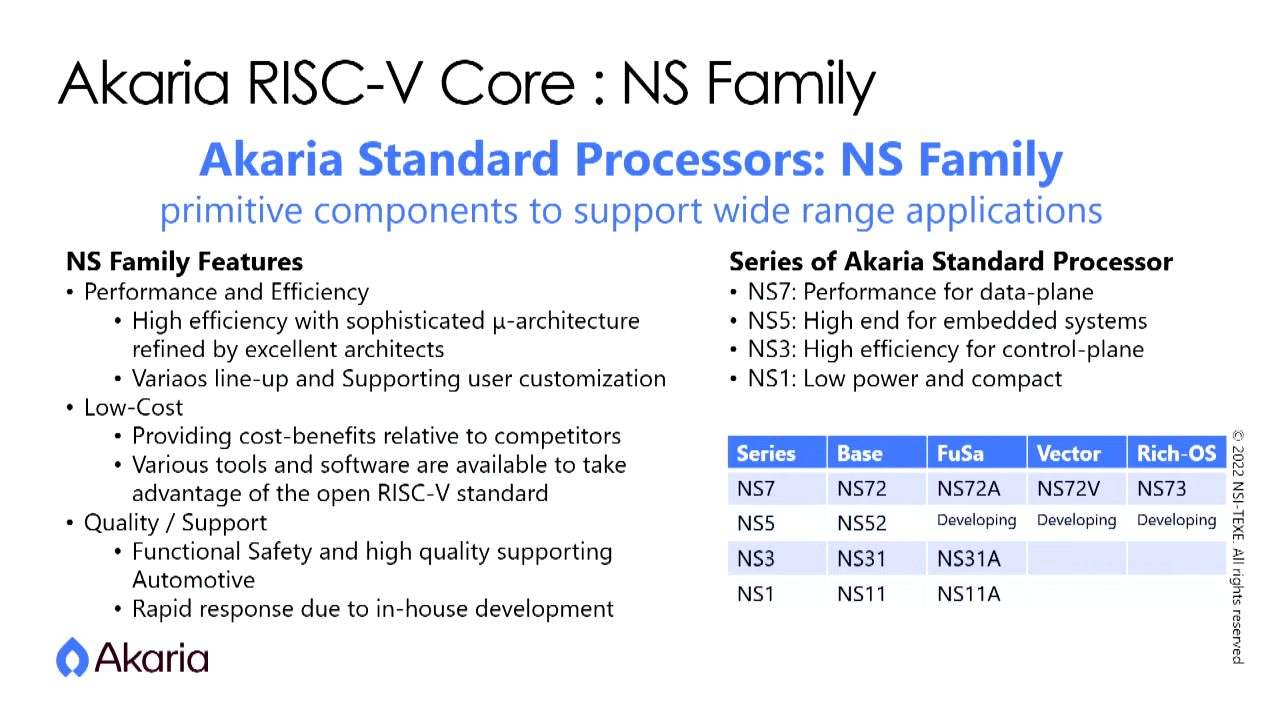 Akaria RISC-V Core : NS Family
Akaria Standard Processors: NS Family
primitive components to support wide range applications
NS Family Features
• Performance and Efficiency
• High efficiency with sophisticated µ-architecture
refined by excellent architects
• Variaos line-up and Supporting user customization
• Low-Cost
• Providing cost-benefits relative to competitors
• Various tools and software are available to take
advantage of the open RISC-V standard
• Quality / Support
• Functional Safety and high quality supporting
Automotive
• Rapid response due to in-house development
Series of Akaria Standard Processor
• NS7: Performance for data-plane
• NS5: High end for embedded systems
• NS3: High efficiency for control-plane
• NS1: Low power and compact
Series Base FuSa Vector Rich-OS
NS7 NS72 NS72A NS72V NS73
NS5 NS52 Developing Developing Developing
NS3 NS31 NS31A
NS1 NS11 NS11A
© 2022 NSI-TEXE. All rights reserved
Akaria